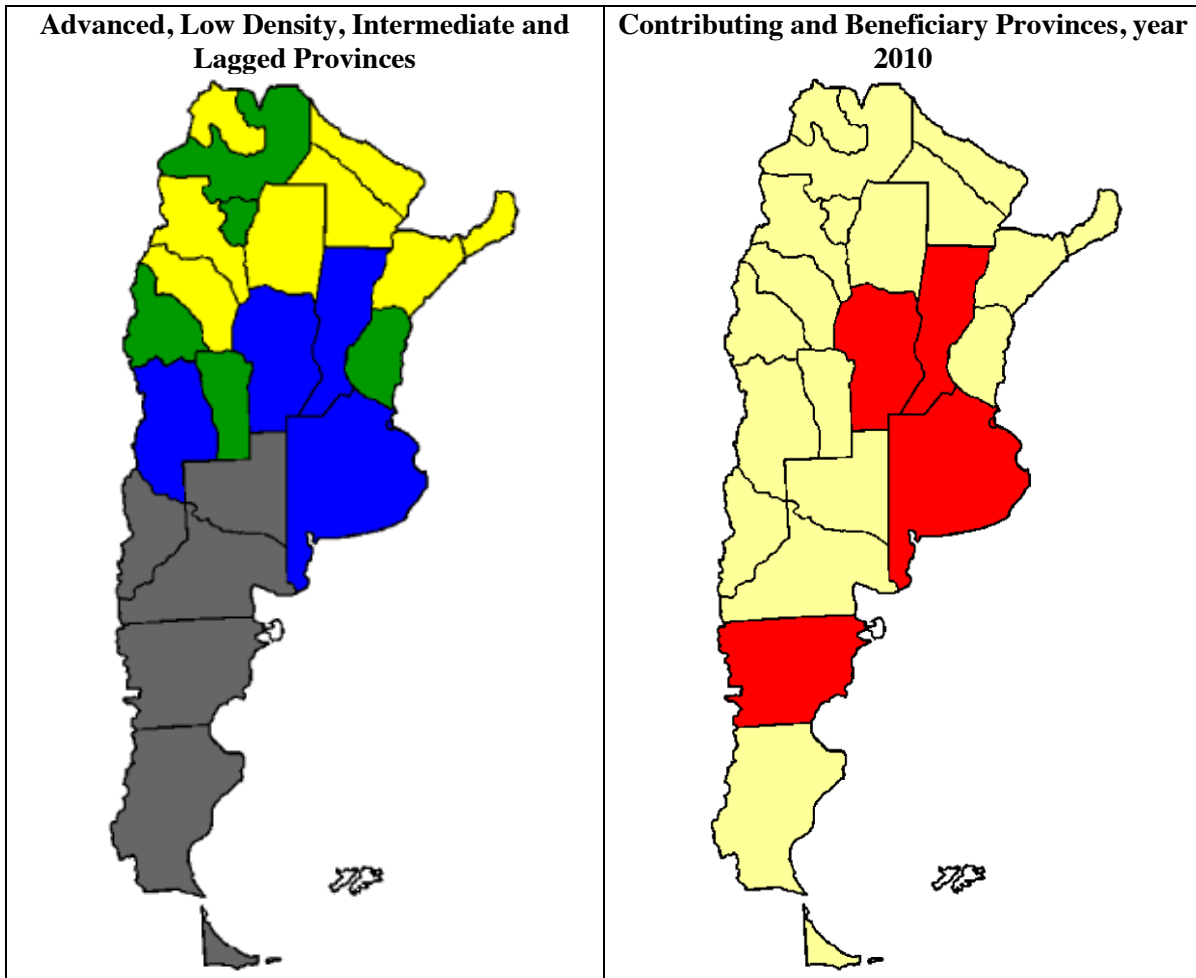 Advanced, Low Density, Intermediate and
Lagged Provinces
Contributing and Beneficiary Provinces, year
2010